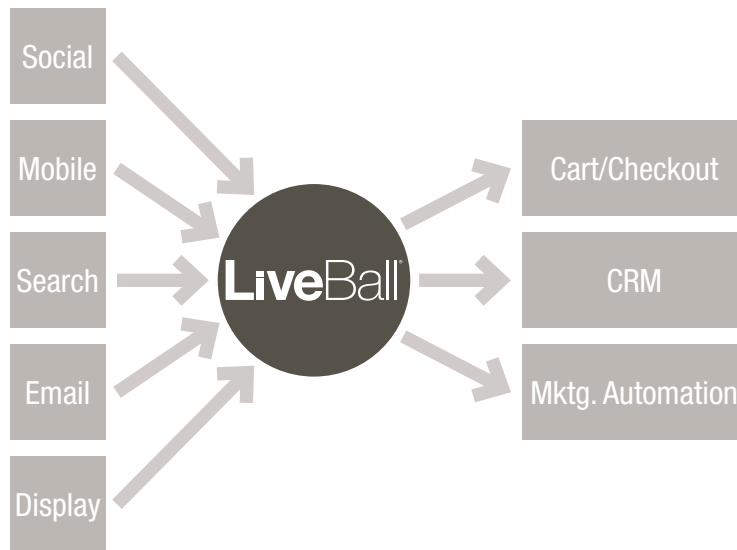 Social
Mobile
Search
Email
Display
LiveBall
Cart/Checkout
CRM
Mktg. Automation